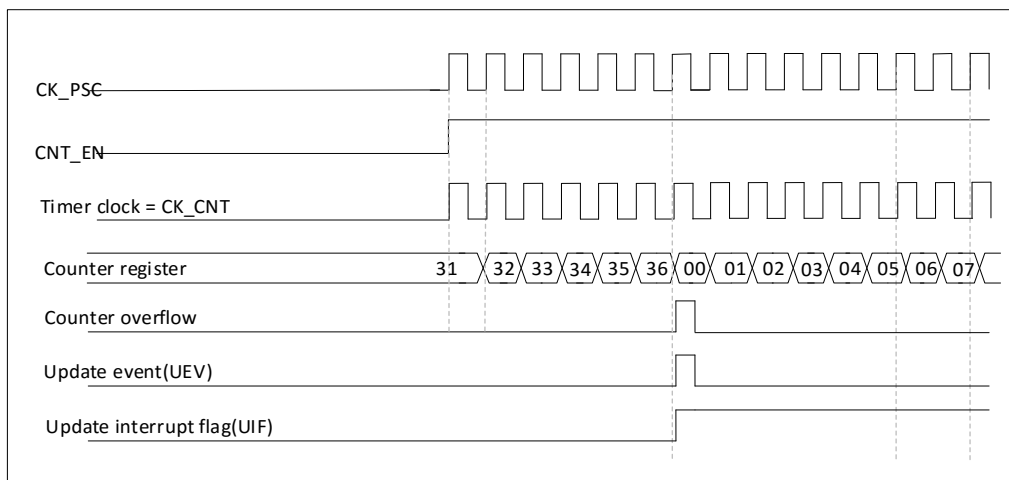 CK_PSC
CNT_EN
Timer clock = CK_CNT
Counter register 31 32 33 34 35 36 00 01 02 03 04 05 06 07
Counter overflow
Update event(UEV)
Update interrupt flag(UIF)